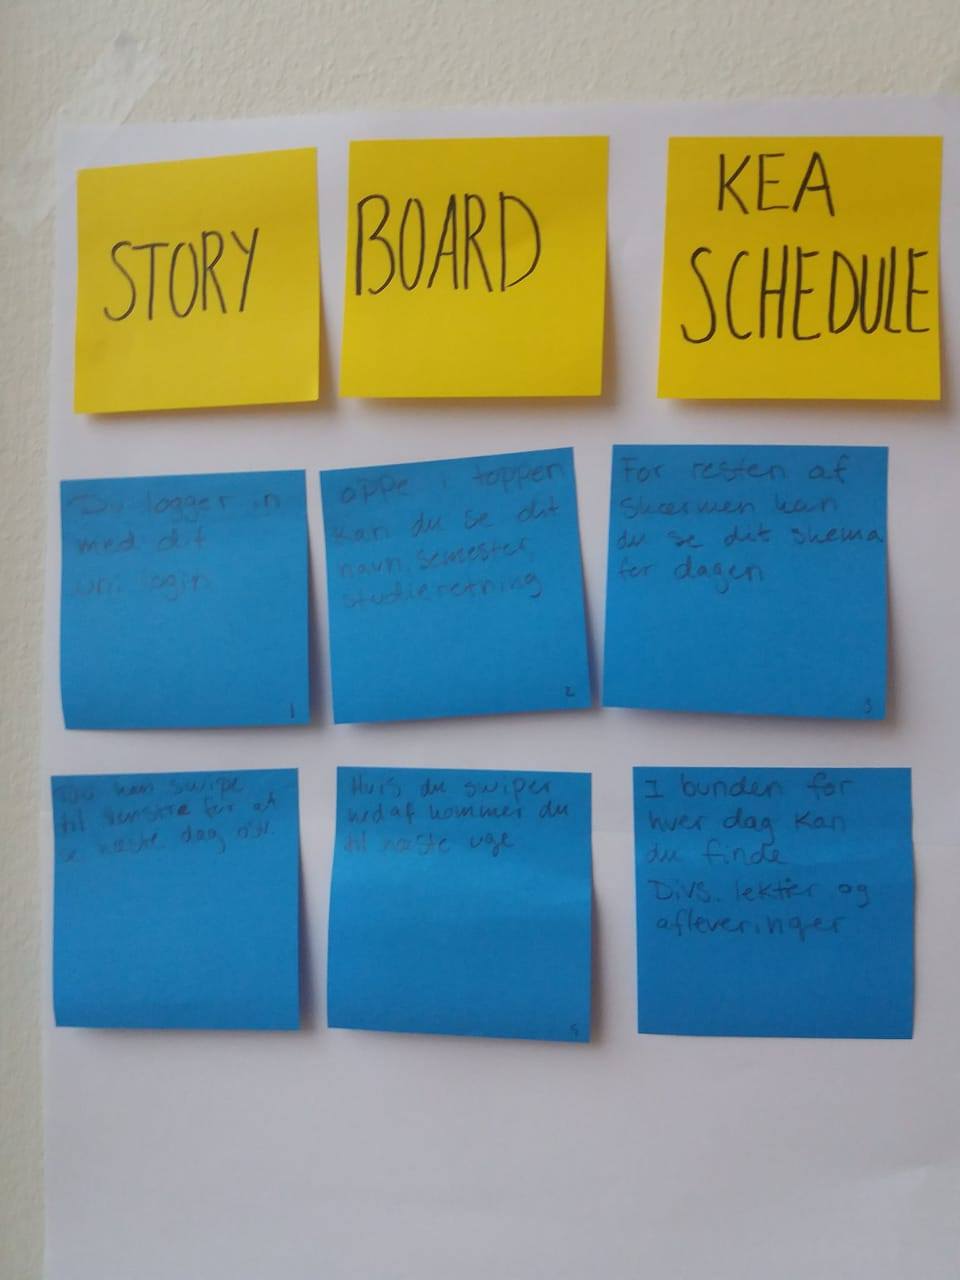 STORY
BOARD
KEA
SCHEDULE
Du logger in
med dit
uni login
1
oppe i toppen
kan du se dit
navn, semester,
studieretning
2
For resten af
skærmen kan
du se dit skema
for dagen
3
Du kan swipe
til venstre for at
se næste dag osv.
Hvis du swiper
nedaf kommer du
til næste uge
5
I bunden for
hver dag kan
du finde
Divs. lektier og
afleveringer